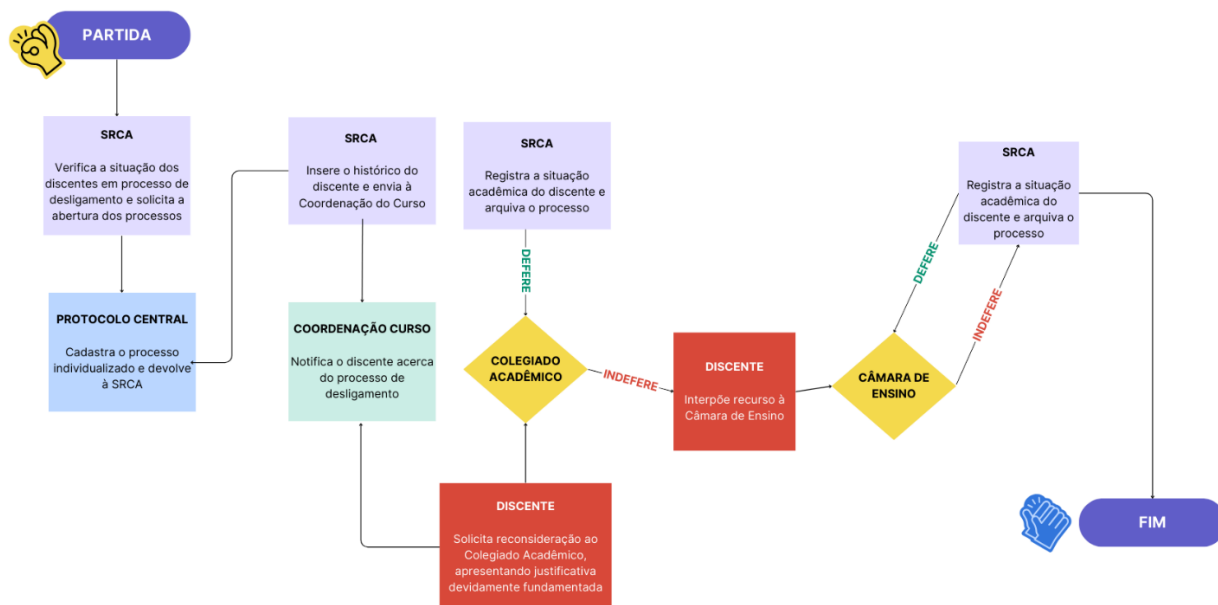 PARTIDA
SRCA
Verifica a situação dos
discentes em processo de
desligamento e solicita a
abertura dos processos
PROTOCOLO CENTRAL
Cadastra o processo
individualizado e devolve
à SRCA
SRCA
Insere o histórico do
discente e envia à
Coordenação do Curso
COORDENAÇÃO CURSO
Notifica o discente acerca
do processo de
desligamento
DISCENTE
Solicita reconsideração ao
Colegiado Acadêmico,
apresentando justificativa
devidamente fundamentada
SRCA
Registra a situação
acadêmica do discente e
arquiva o processo
DEFERE
COLEGIADO
ACADÊMICO
INDEFERE
DISCENTE
Interpõe recurso à
Câmara de Ensino
CÂMARA DE
ENSINO
DEFERE
INDEFERE
SRCA
Registra a situação
acadêmica do
discente e arquiva o
processo
FIM